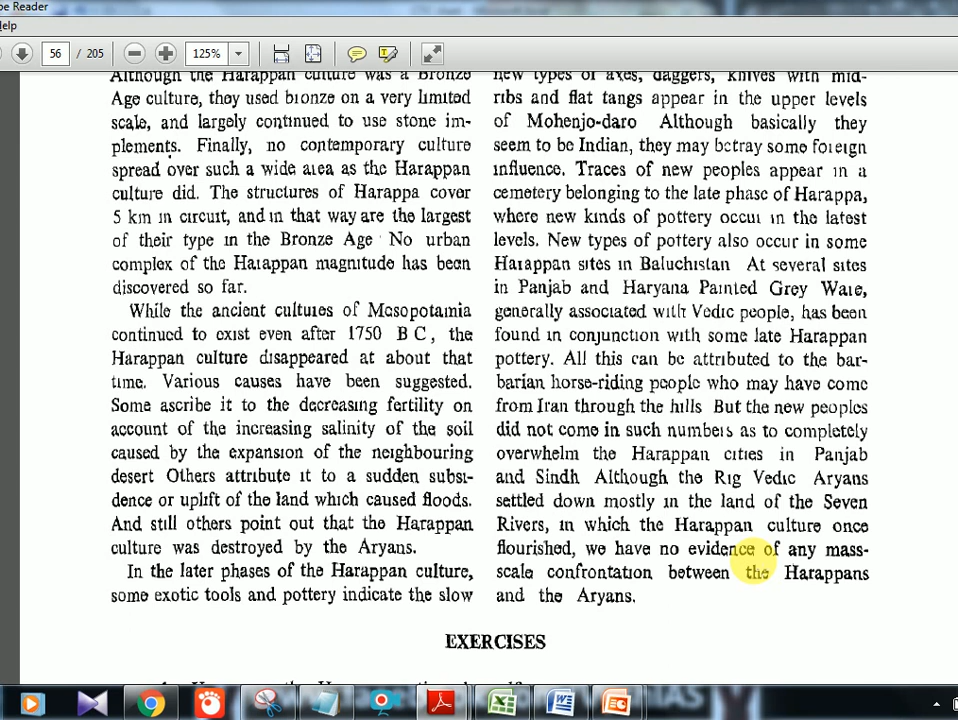 be Reader
Help
56 / 205
125%
Although the Harappan culture was a Bronze
Age culture, they used bronze on a very limited
scale, and largely continued to use stone im-
plements. Finally, no contemporary culture
spread over such a wide area as the Harappan
culture did. The structures of Harappa cover
5 km in circuit, and in that way are the largest
of their type in the Bronze Age No urban
complex of the Harappan magnitude has been
discovered so far.
While the ancient cultures of Mesopotamia
continued to exist even after 1750 B C, the
Harappan culture disappeared at about that
time. Various causes have been suggested.
Some ascribe it to the decreasing fertility on
account of the increasing salinity of the soil
caused by the expansion of the neighbouring
desert Others attribute it to a sudden subsi-
dence or uplift of the land which caused floods.
And still others point out that the Harappan
culture was destroyed by the Aryans.
In the later phases of the Harappan culture,
some exotic tools and pottery indicate the slow
new types of axes, daggers, knives with mid-
ribs and flat tangs appear in the upper levels
of Mohenjo-daro Although basically they
seem to be Indian, they may betray some foreign
influence. Traces of new peoples appear in a
cemetery belonging to the late phase of Harappa,
where new kinds of pottery occur in the latest
levels. New types of pottery also occur in some
Harappan sites in Baluchistan At several sites
in Panjab and Haryana Painted Grey Ware,
generally associated with Vedic people, has been
found in conjunction with some late Harappan
pottery. All this can be attributed to the bar-
barian horse-riding people who may have come
from Iran through the hills But the new peoples
did not come in such numbers as to completely
overwhelm the Harappan cities in Panjab
and Sindh Although the Rig Vedic Aryans
settled down mostly in the land of the Seven
Rivers, in which the Harappan culture once
flourished, we have no evidence of any mass-
scale confrontation between the Harappans
and the Aryans.
EXERCISES